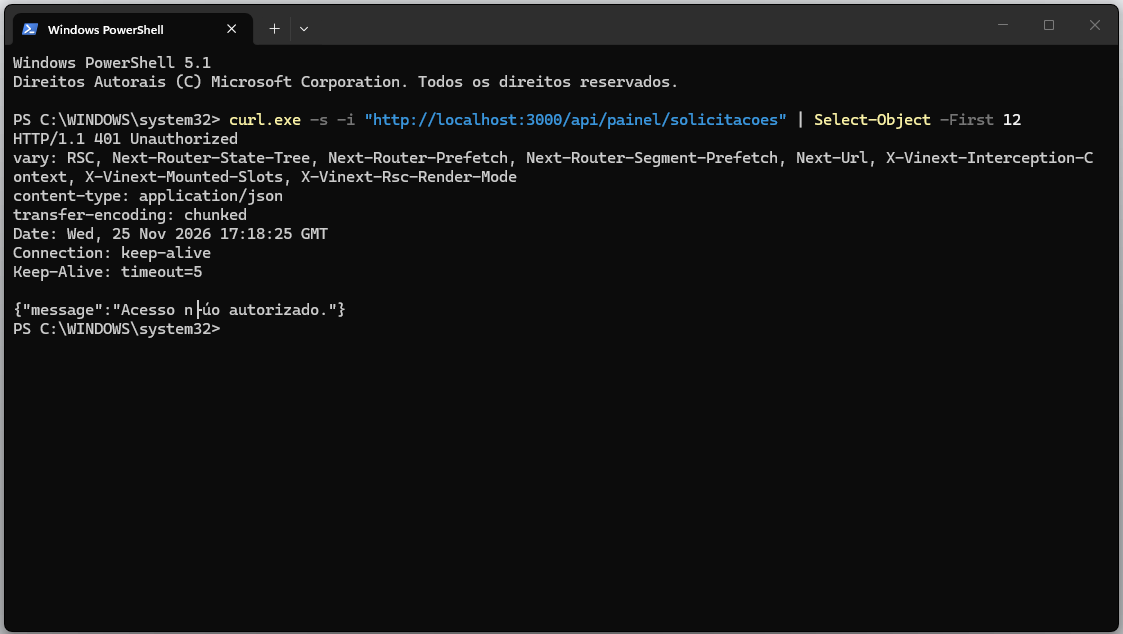 Windows PowerShell
Windows PowerShell 5.1
Direitos Autorais (C) Microsoft Corporation. Todos os direitos reservados.
PS C:\WINDOWS\system32> curl.exe -s -i "http://localhost:3000/api/painel/solicitacoes" | Select-Object -First 12
HTTP/1.1 401 Unauthorized
vary: RSC, Next-Router-State-Tree, Next-Router-Prefetch, Next-Router-Segment-Prefetch, Next-Url, X-Vinext-Interception-C
ontext, X-Vinext-Mounted-Slots, X-Vinext-Rsc-Render-Mode
content-type: application/json
transfer-encoding: chunked
Date: Wed, 25 Nov 2026 17:18:25 GMT
Connection: keep-alive
Keep-Alive: timeout=5
{"message":"Acesso n├úo autorizado."}
PS C:\WINDOWS\system32>